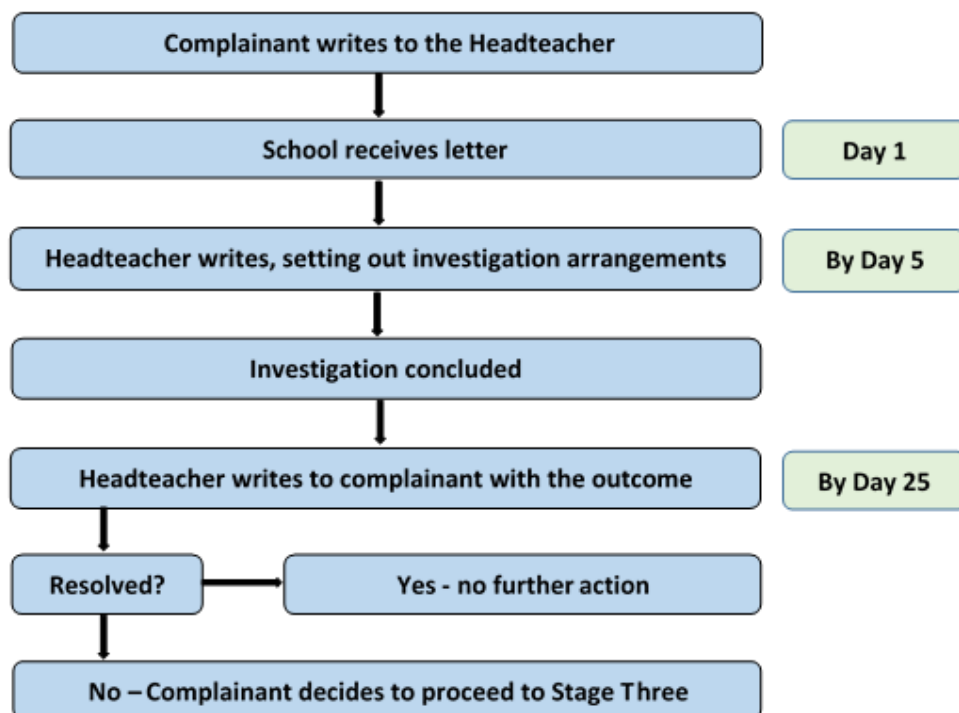 Complainant writes to the Headteacher
School receives letter
Day 1
Headteacher writes, setting out investigation arrangements
By Day 5
Investigation concluded
Headteacher writes to complainant with the outcome
By Day 25
Resolved?
Yes - no further action
No – Complainant decides to proceed to Stage Three